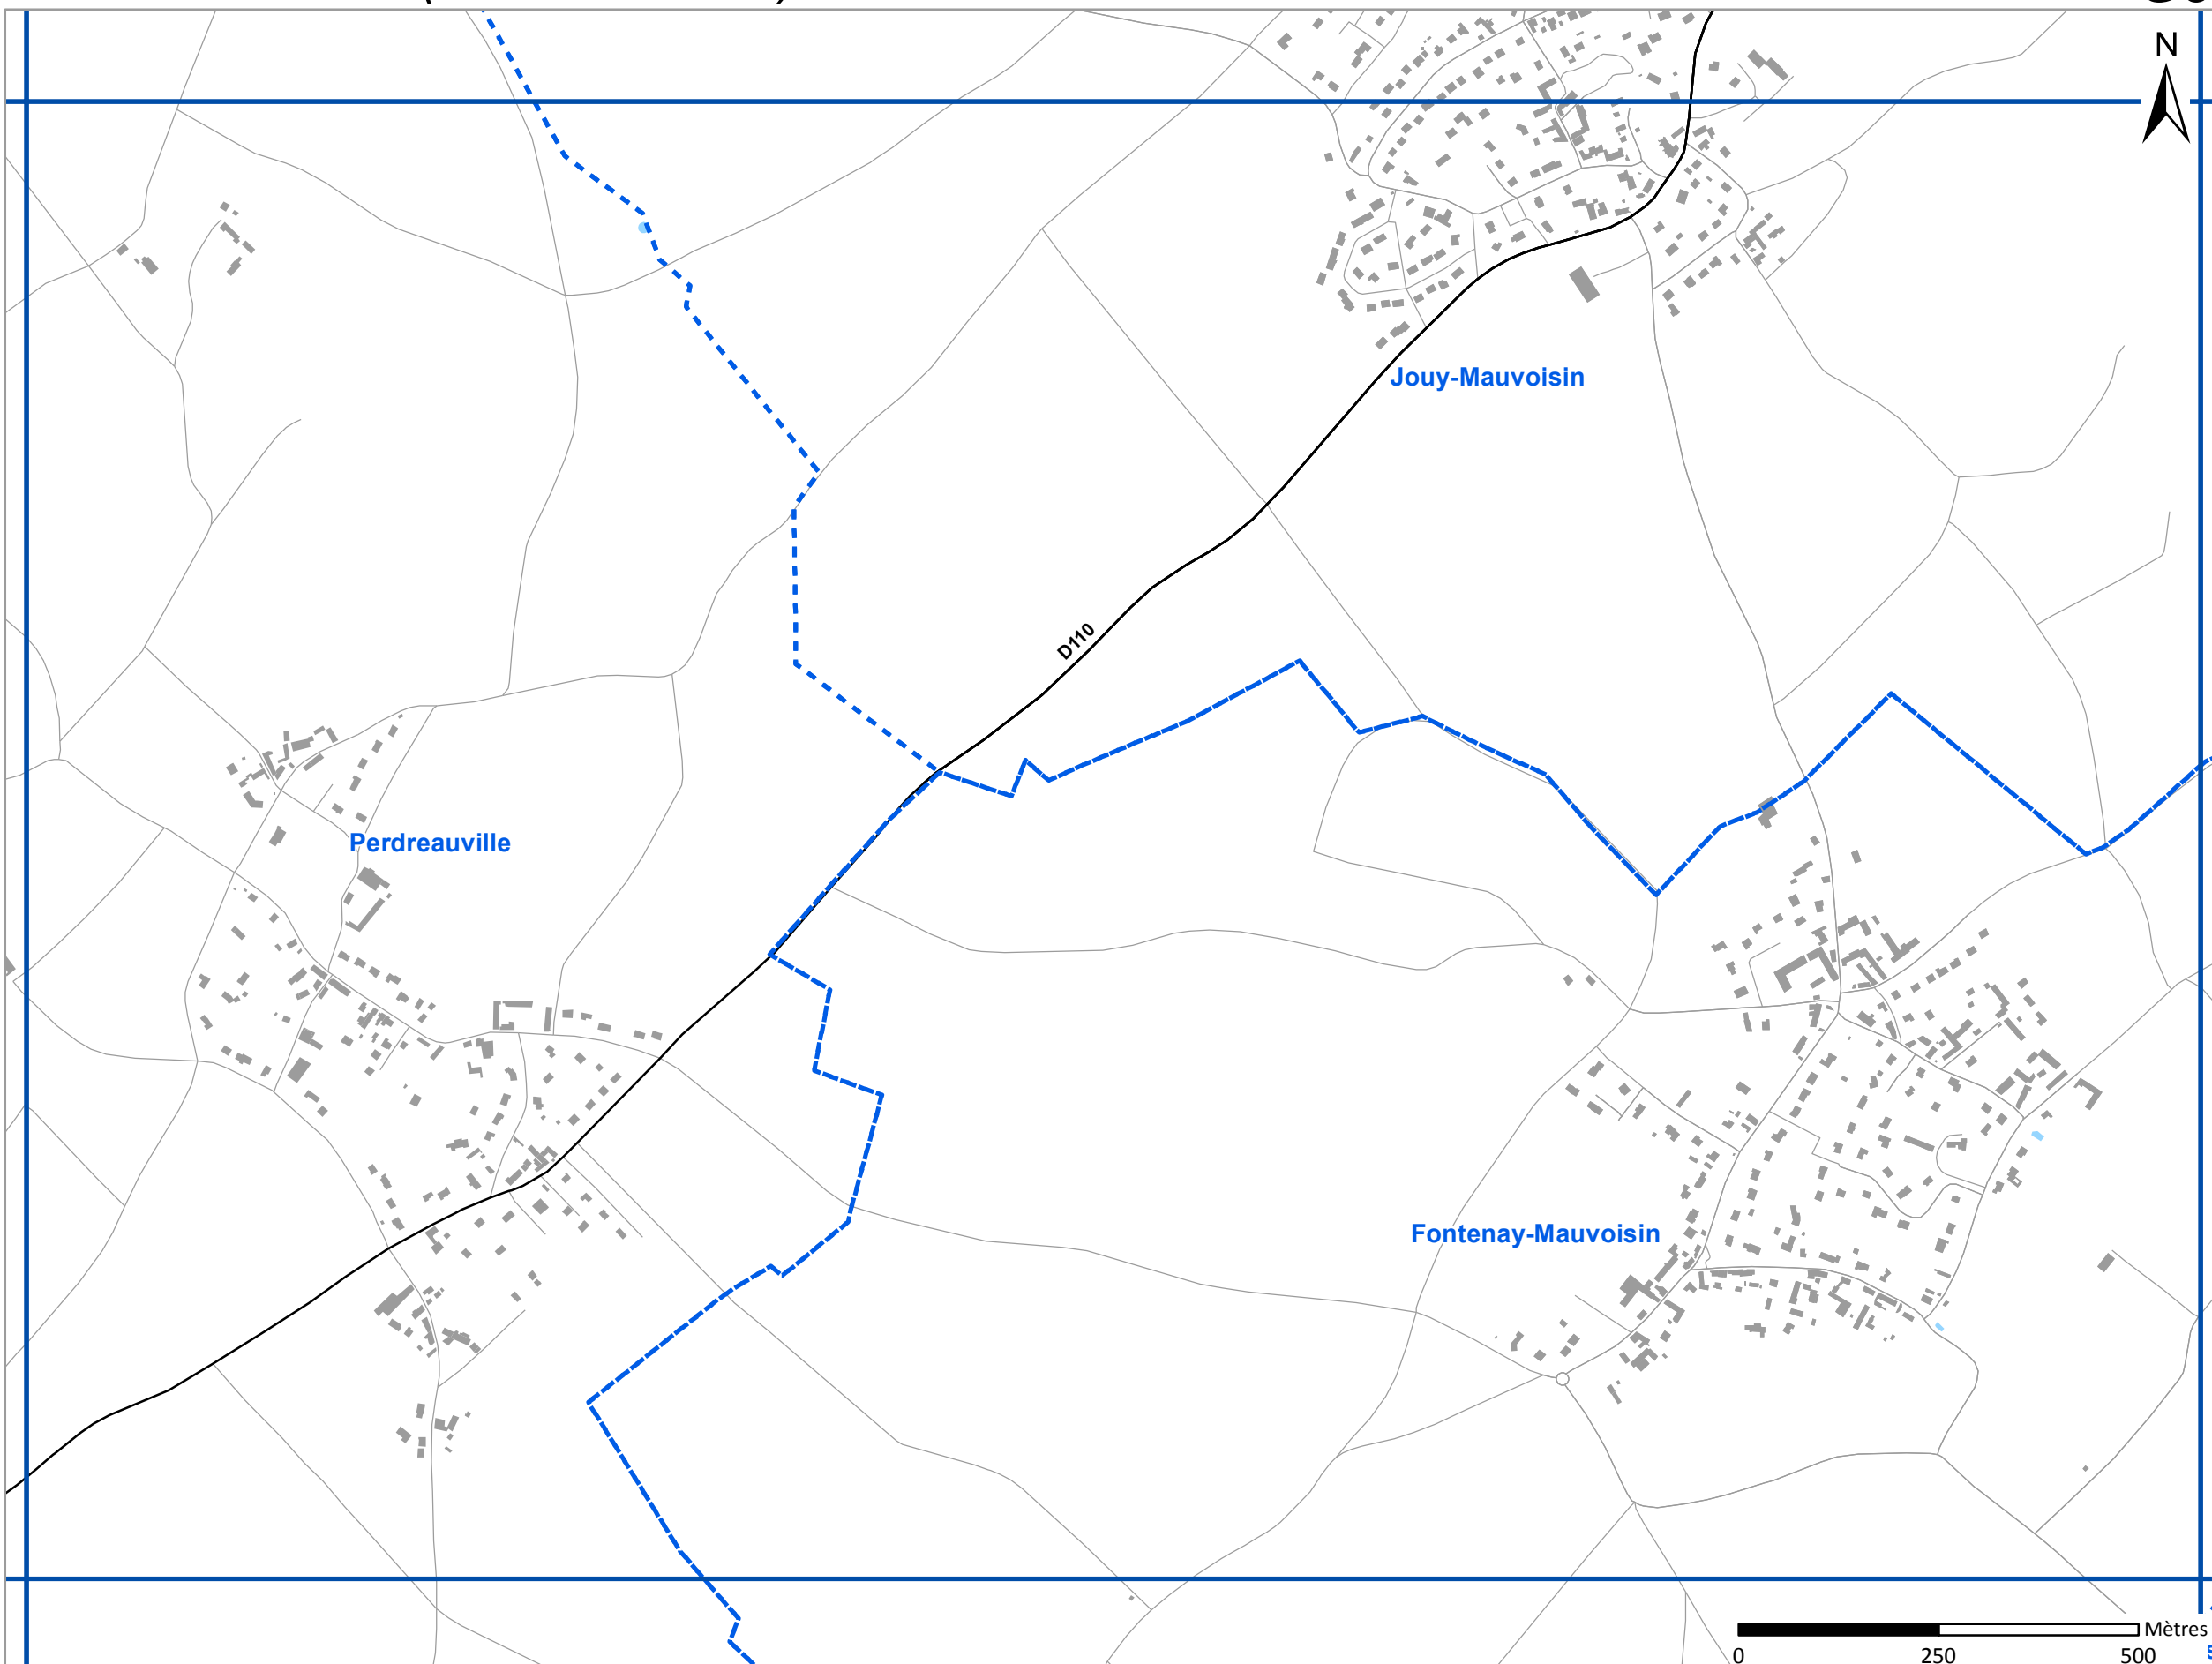 N
Jouy-Mauvoisin
D110
Perdreauville
Fontenay-Mauvoisin
Mètres
0 250 500